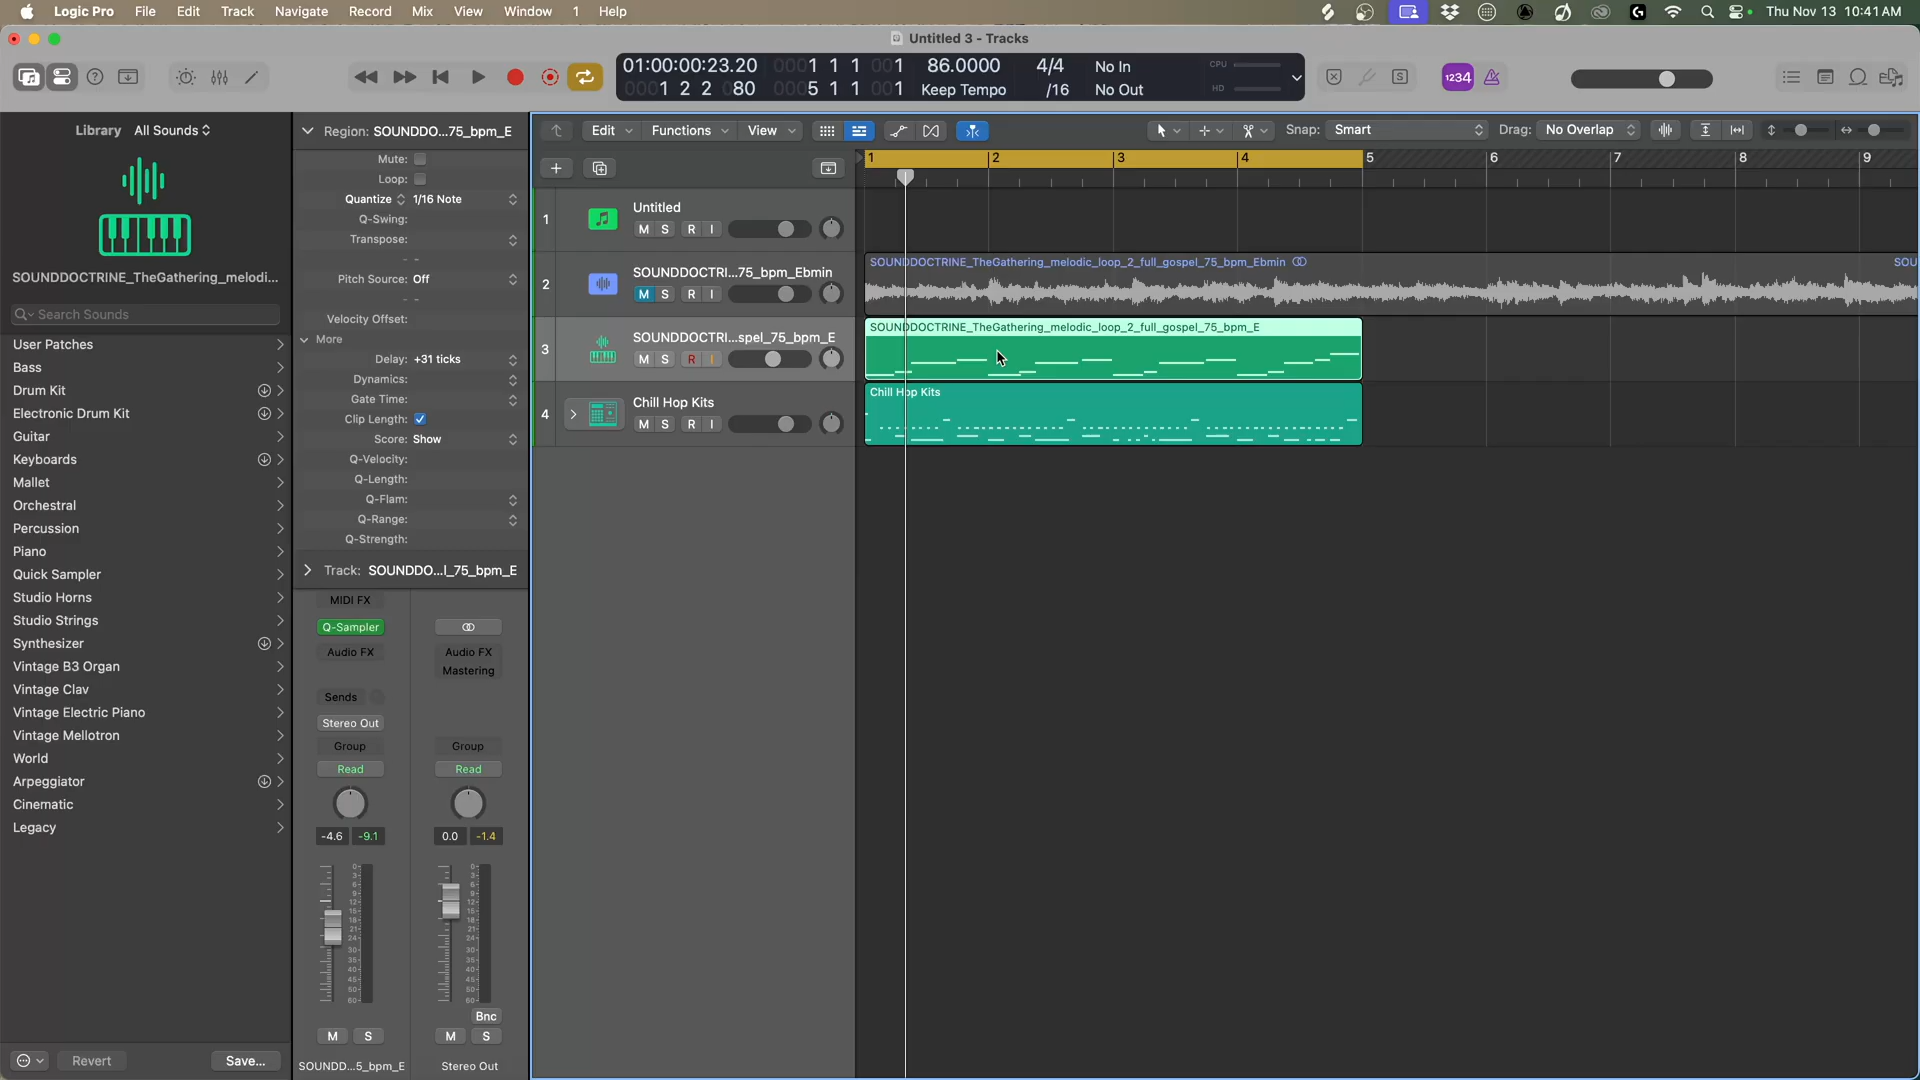 Logic Pro File Edit Track Navigate Record Mix View Window 1 Help
Thu Nov 13 10:41 AM
Untitled 3 - Tracks
01:00:00:23.20 0001 1 1 001 86.0000 4/4 No In
0001 2 2 080 0005 1 1 001 Keep Tempo /16 No Out
CPU
HD
S
1234
Library All Sounds
SOUNDDOCTRINE_TheGathering_melodi...
Search Sounds
User Patches
Bass
Drum Kit
Electronic Drum Kit
Guitar
Keyboards
Mallet
Orchestral
Percussion
Piano
Quick Sampler
Studio Horns
Studio Strings
Synthesizer
Vintage B3 Organ
Vintage Clav
Vintage Electric Piano
Vintage Mellotron
World
Arpeggiator
Cinematic
Legacy
Revert
Save...
Region: SOUNDDO...75_bpm_E
Mute:
Loop:
Quantize 1/16 Note
Q-Swing:
Transpose:
- -
Pitch Source: Off
- -
Velocity Offset:
More
Delay: +31 ticks
Dynamics:
Gate Time:
Clip Length:
Score: Show
Q-Velocity:
Q-Length:
Q-Flam:
Q-Range:
Q-Strength:
Track: SOUNDDO...l_75_bpm_E
MIDI FX
Q-Sampler
Audio FX
Sends
Stereo Out
Group
Read
-4.6 -9.1
M S
SOUNDD...5_bpm_E
Audio FX
Mastering
Group
Read
0.0 -1.4
Bnc
M S
Stereo Out
Edit Functions View
Snap: Smart
Drag: No Overlap
1 2 3 4 5 6 7 8 9
1
Untitled
M S R I
2
SOUNDDOCTRI...75_bpm_Ebmin
M S R I
3
SOUNDDOCTRI...spel_75_bpm_E
M S R I
4
Chill Hop Kits
M S R I
SOUNDDOCTRINE_TheGathering_melodic_loop_2_full_gospel_75_bpm_Ebmin
SOU
SOUNDDOCTRINE_TheGathering_melodic_loop_2_full_gospel_75_bpm_E
Chill Hop Kits